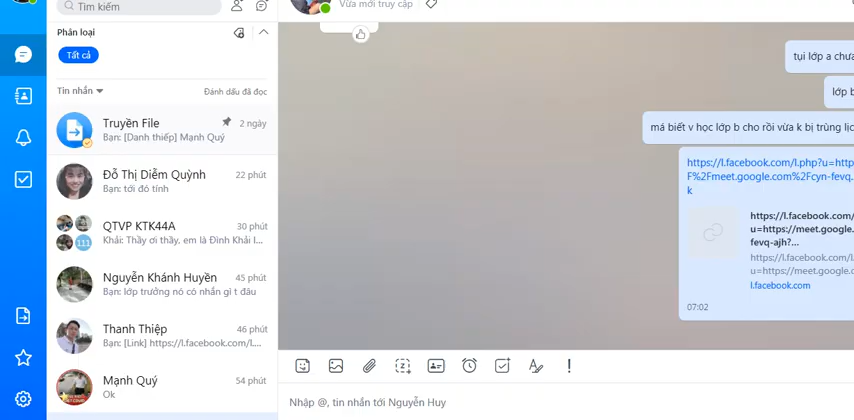 Tìm kiếm
Vừa mới truy cập
Phân loại
Tất cả
Tin nhắn
Đánh dấu đã đọc
Truyền File
2 ngày
Bạn: [Danh thiếp] Mạnh Quý
Đỗ Thị Diễm Quỳnh
22 phút
Bạn: tới đó tính
QTVP KTK44A
30 phút
111
Khải: Thầy ơi thầy, em là Đình Khải l...
Nguyễn Khánh Huyền
45 phút
Bạn: lớp trưởng nó có nhắn gì t đâu
Thanh Thiệp
46 phút
Bạn: [Link] https://l.facebook.com/l....
Mạnh Quý
54 phút
Ok
tụi lớp a chưa
lớp b
má biết v học lớp b cho rồi vừa k bị trùng lịc
https://l.facebook.com/l.php?u=http
F%2Fmeet.google.com%2Fcyn-fevq.
k
https://l.facebook.com/
u=https://meet.google.
fevq-ajh?...
https://l.facebook.com/l.
u=https://meet.google.c
l.facebook.com
07:02
Nhập @, tin nhắn tới Nguyễn Huy